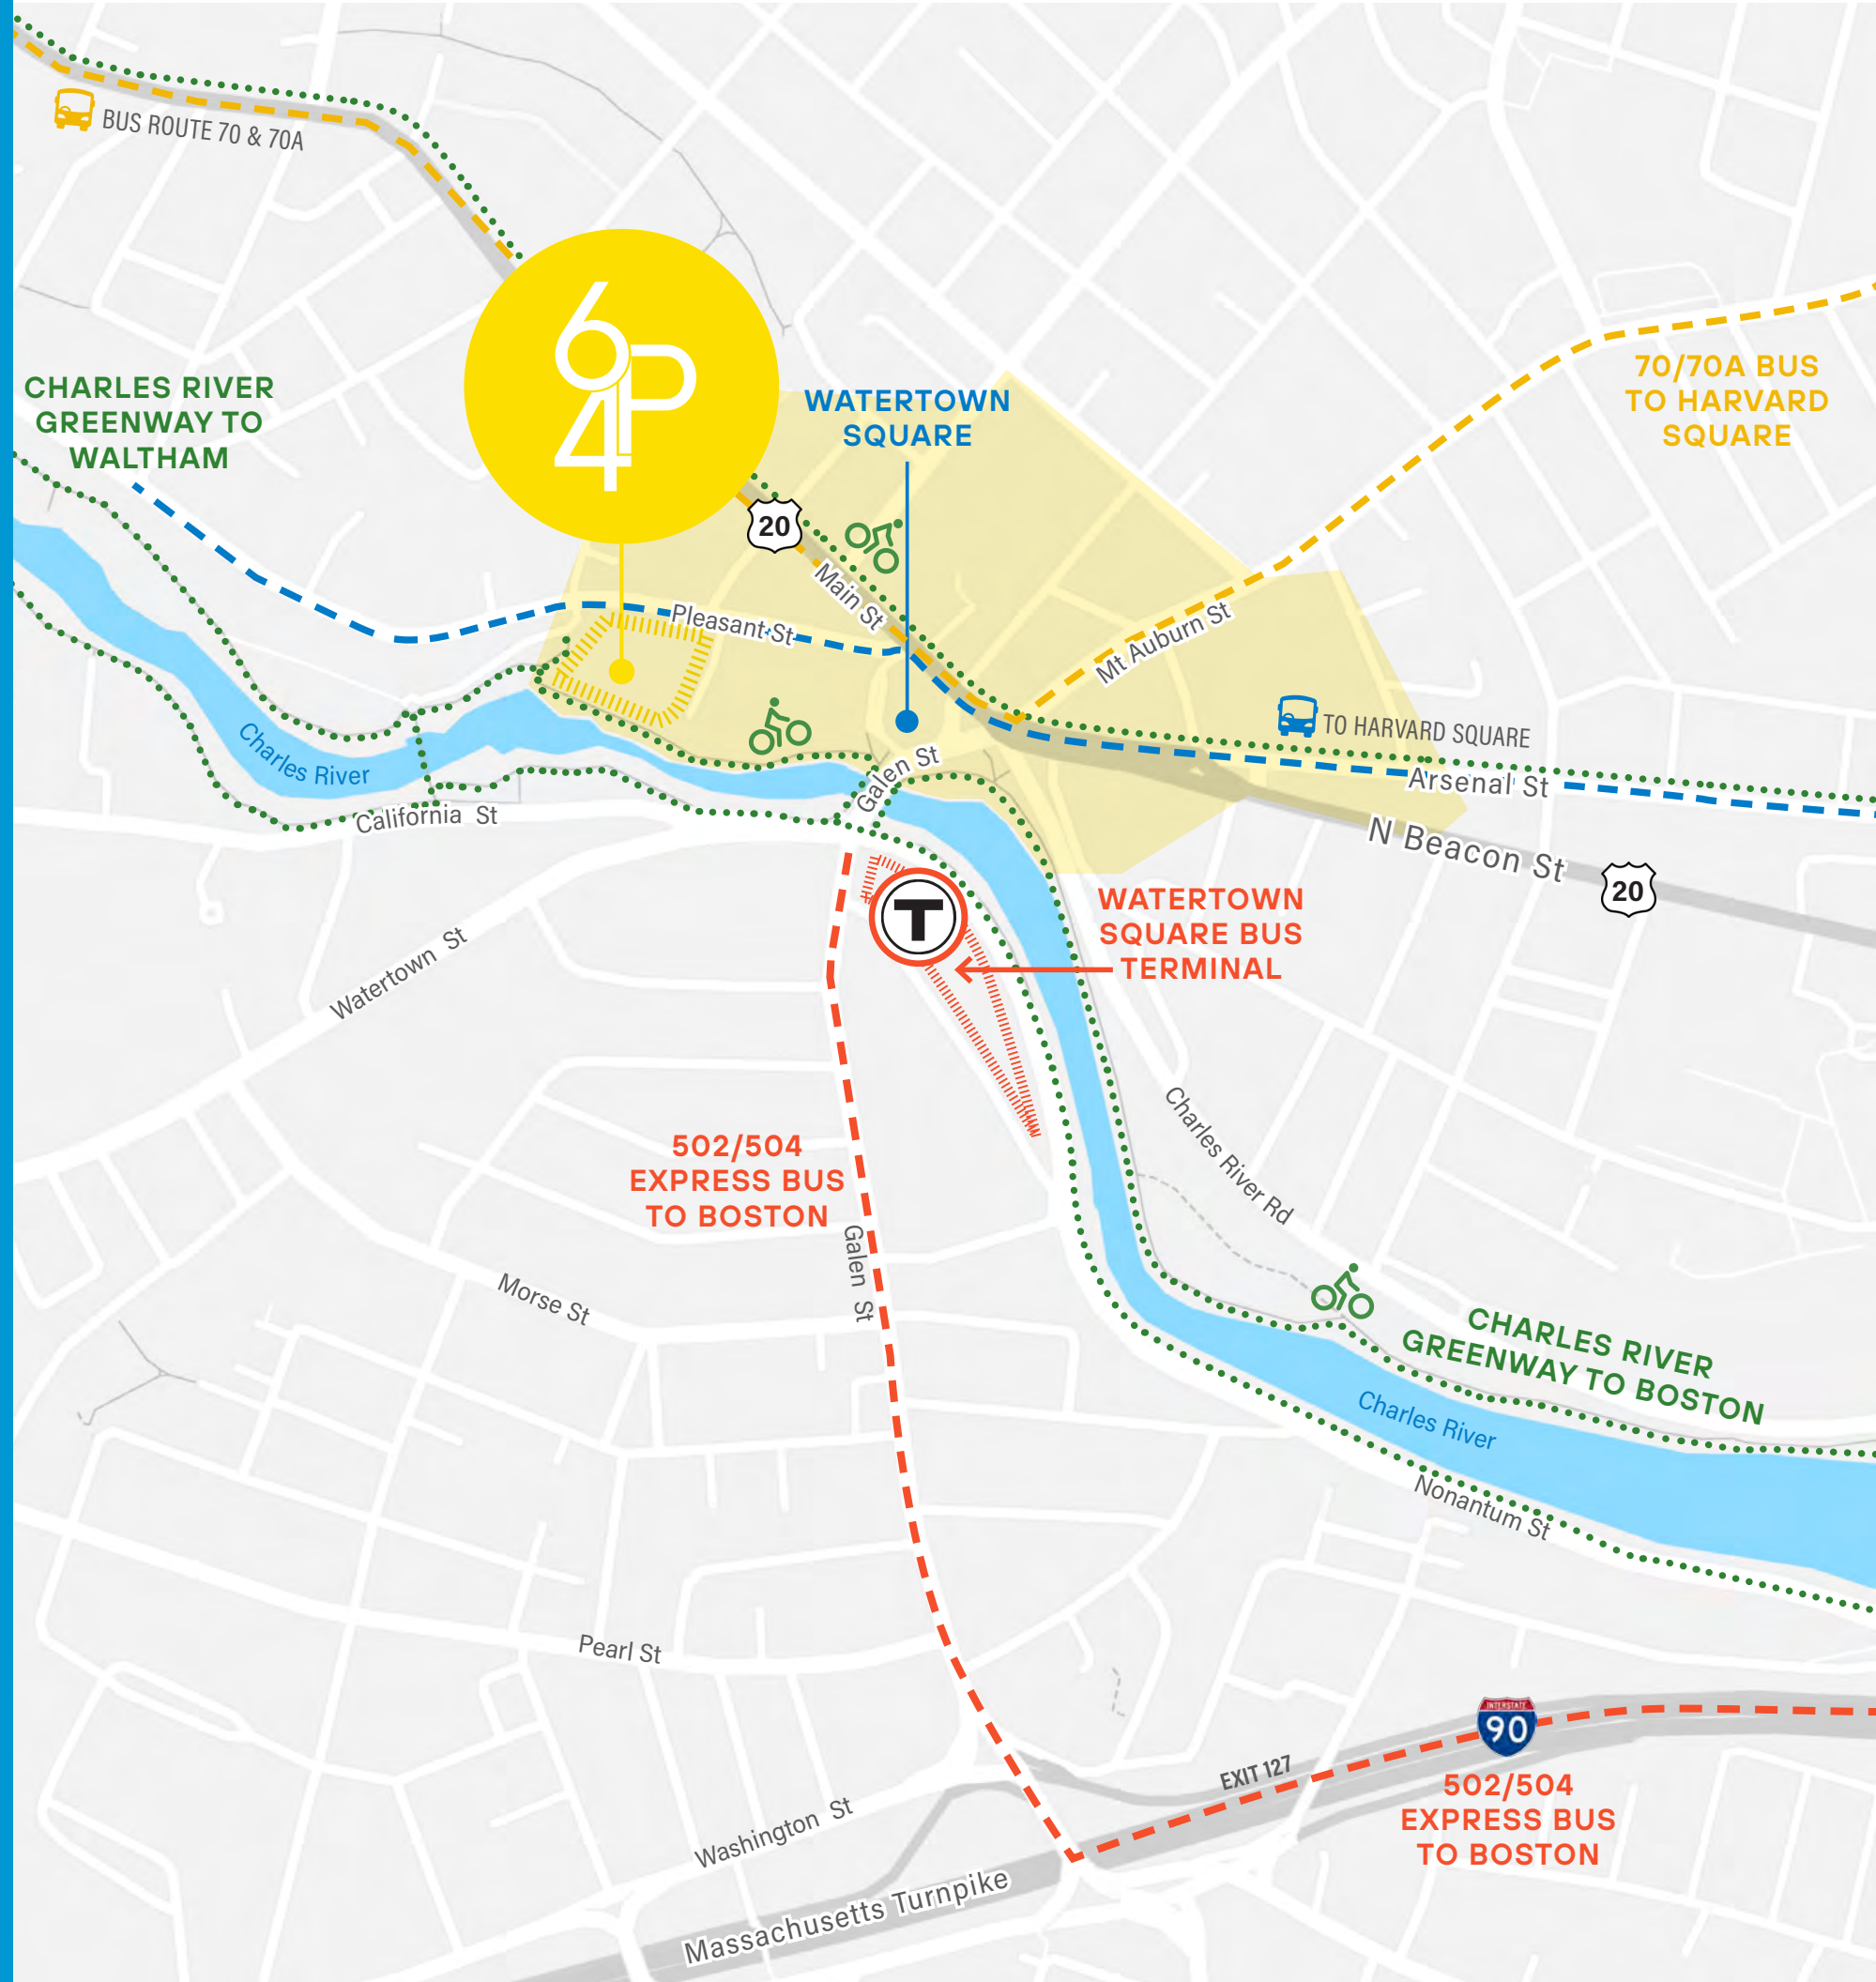 BUS ROUTE 70 & 70A
64P
CHARLES RIVER
GREENWAY TO
WALTHAM
WATERTOWN
SQUARE
70/70A BUS
TO HARVARD
SQUARE
20
Main St
Pleasant St
Mt Auburn St
TO HARVARD SQUARE
Charles River
Galen St
Arsenal St
California St
N Beacon St
20
T
WATERTOWN
SQUARE BUS
TERMINAL
Watertown St
502/504
EXPRESS BUS
TO BOSTON
Charles River Rd
Galen St
Morse St
CHARLES RIVER
GREENWAY TO BOSTON
Charles River
Nonantum St
Pearl St
INTERSTATE
90
EXIT 127
502/504
EXPRESS BUS
TO BOSTON
Washington St
Massachusetts Turnpike